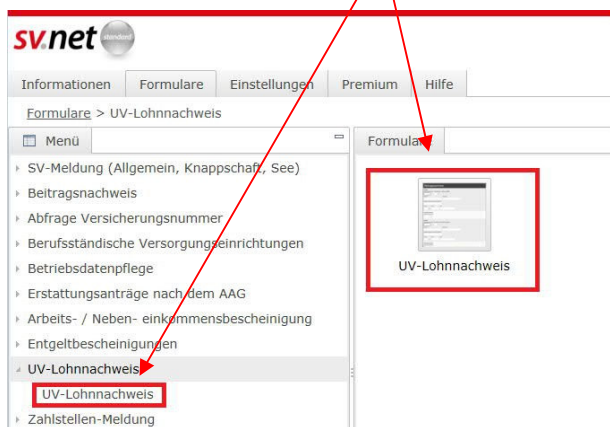 sv.net standard
Informationen Formulare Einstellungen Premium Hilfe
Formulare > UV-Lohnnachweis
Menü
SV-Meldung (Allgemein, Knappschaft, See)
Beitragsnachweis
Abfrage Versicherungsnummer
Berufsständische Versorgungseinrichtungen
Betriebsdatenpflege
Erstattungsanträge nach dem AAG
Arbeits- / Neben- einkommensbescheinigung
Entgeltbescheinigungen
UV-Lohnnachweis
UV-Lohnnachweis
Zahlstellen-Meldung
Formulare
UV-Lohnnachweis